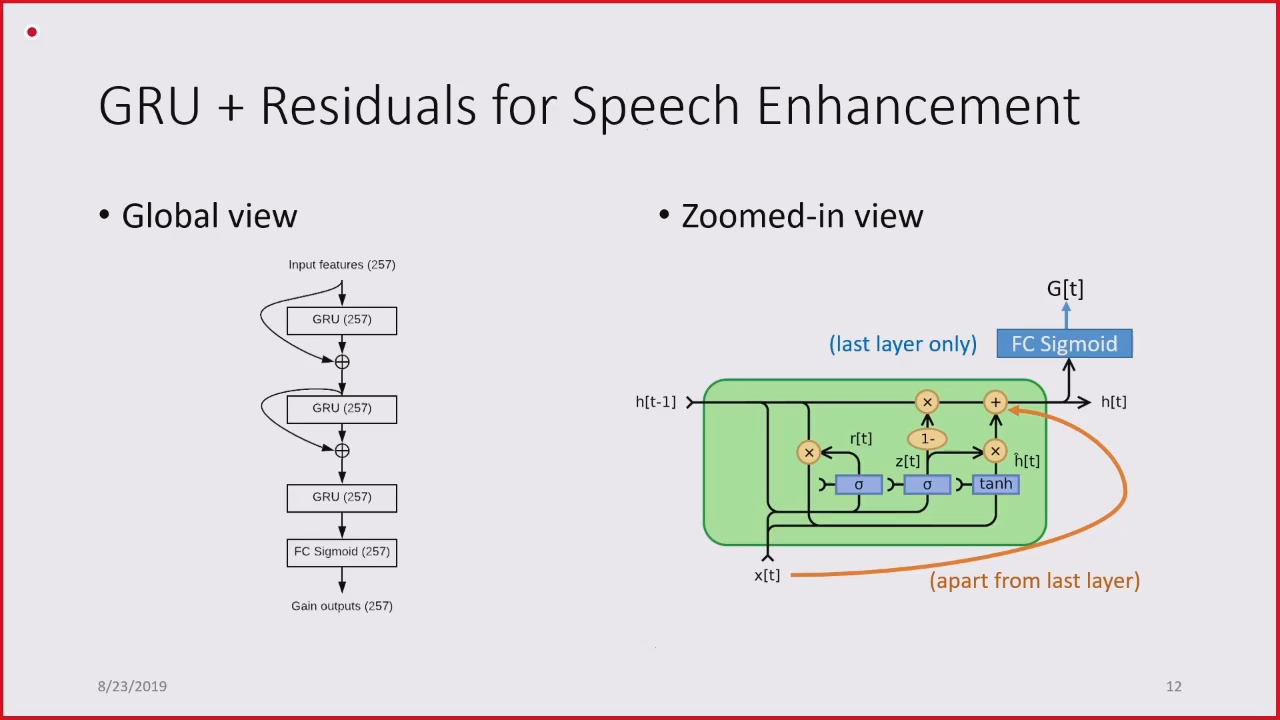 GRU + Residuals for Speech Enhancement
• Global view
Input features (257)
GRU (257)
GRU (257)
GRU (257)
FC Sigmoid (257)
Gain outputs (257)
• Zoomed-in view
G[t]
(last layer only)
FC Sigmoid
h[t-1]
h[t]
r[t]
1-
z[t]
ĥ[t]
σ
σ
tanh
x[t]
(apart from last layer)
8/23/2019
12